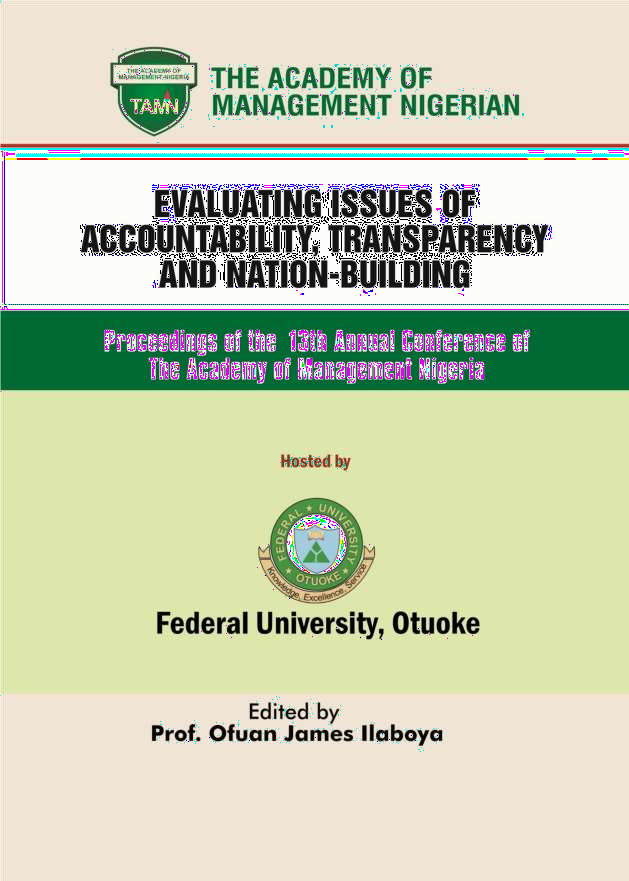 THE ACADEMY OF
MANAGEMENT-NIGERIA
TAMN
THE ACADEMY OF
MANAGEMENT NIGERIAN
EVALUATING ISSUES OF
ACCOUNTABILITY, TRANSPARENCY
AND NATION-BUILDING
Proceedings of the 13th Annual Conference of
The Academy of Management Nigeria
Hosted by
FEDERAL ★ UNIVERSITY
★ OTUOKE ★
Knowledge, Excellence, Service
Federal University, Otuoke
Edited by
Prof. Ofuan James Ilaboya